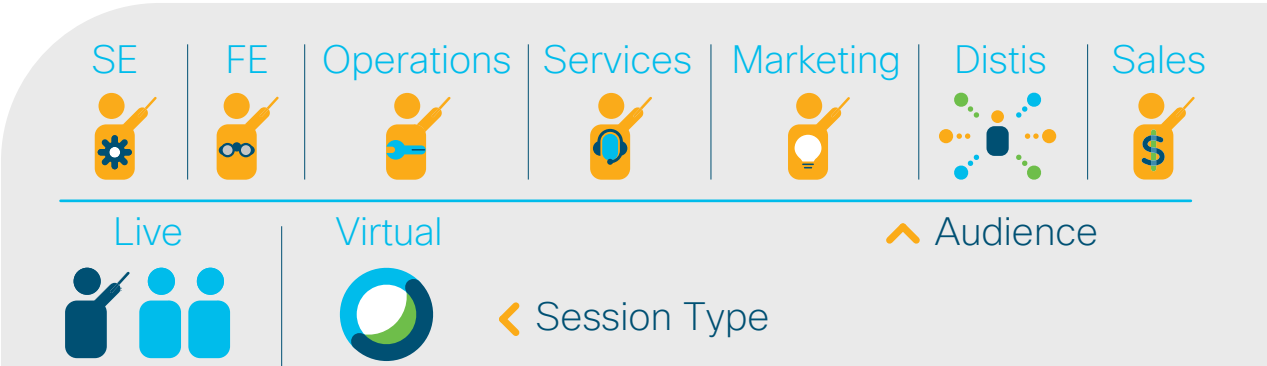 SE FE Operations Services Marketing Distis Sales
Live Virtual Audience
Session Type